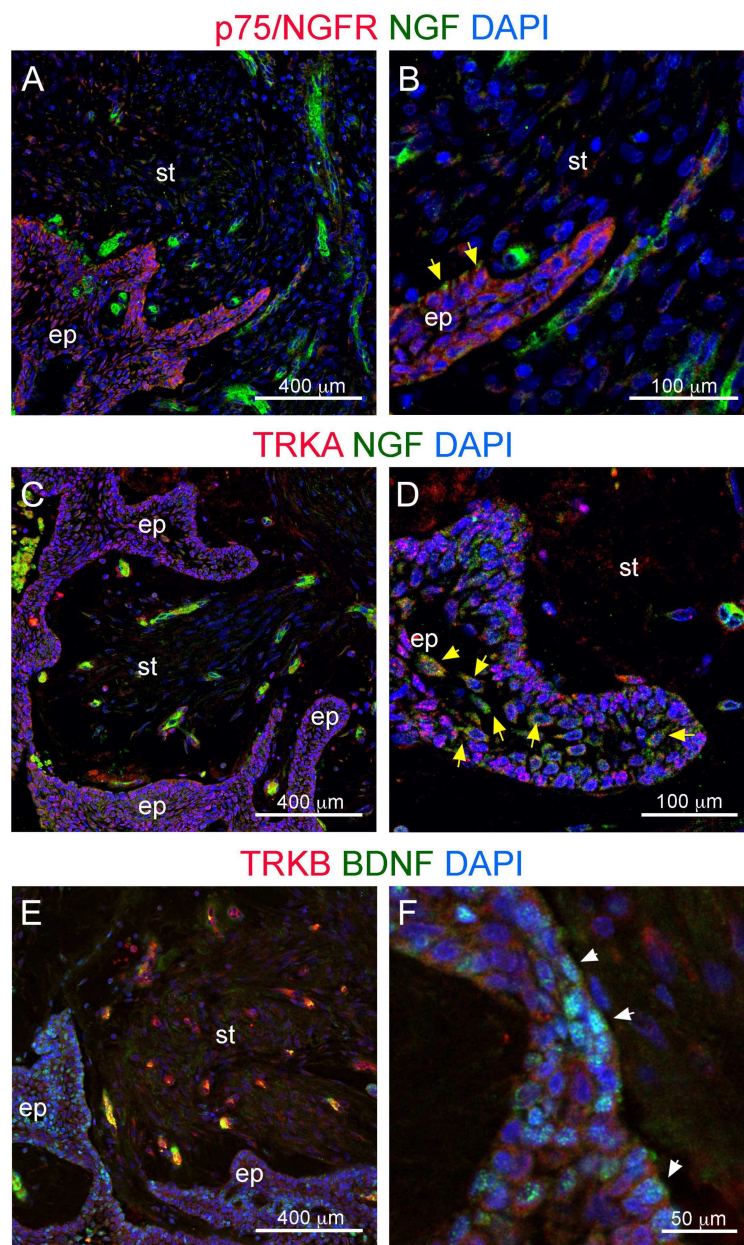 p75/NGFR NGF DAPI
A
B
st
st
ep
ep
400 µm
100 µm
TRKA NGF DAPI
C
D
ep
st
ep
st
ep
ep
400 µm
100 µm
TRKB BDNF DAPI
E
F
st
ep
ep
400 µm
50 µm